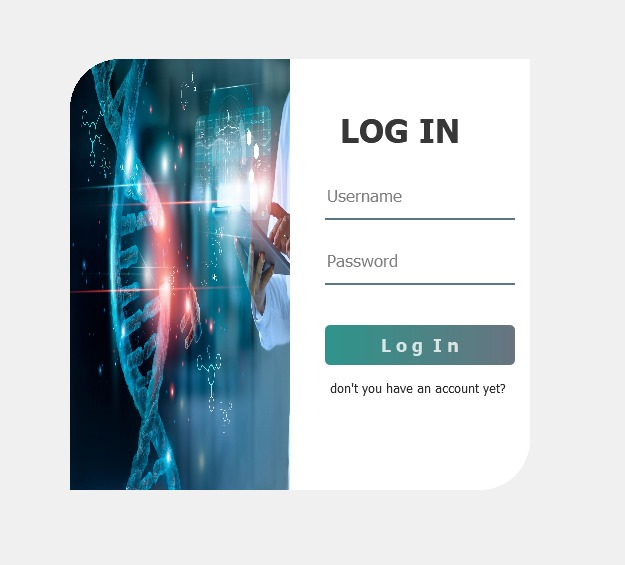 LOG IN
Username
Password
Log In
don't you have an account yet?